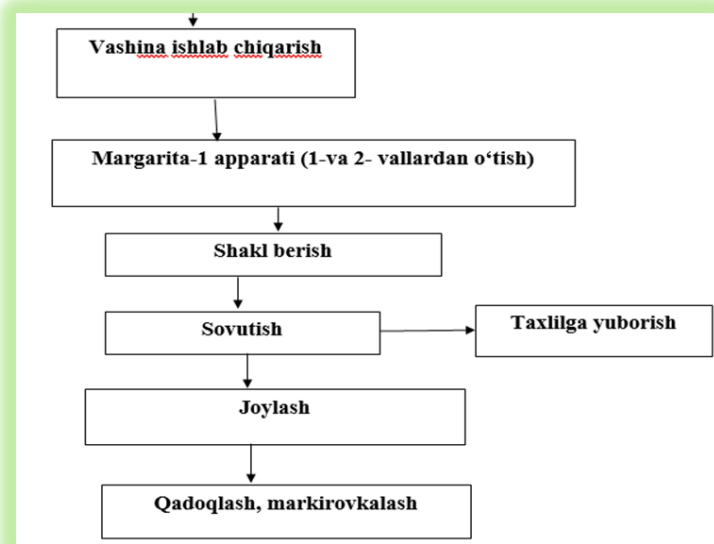 Vashina ishlab chiqarish
Margarita-1 apparati (1-va 2- vallardan o‘tish)
Shakl berish
Sovutish
Taxlilga yuborish
Joylash
Qadoqlash, markirovkalash